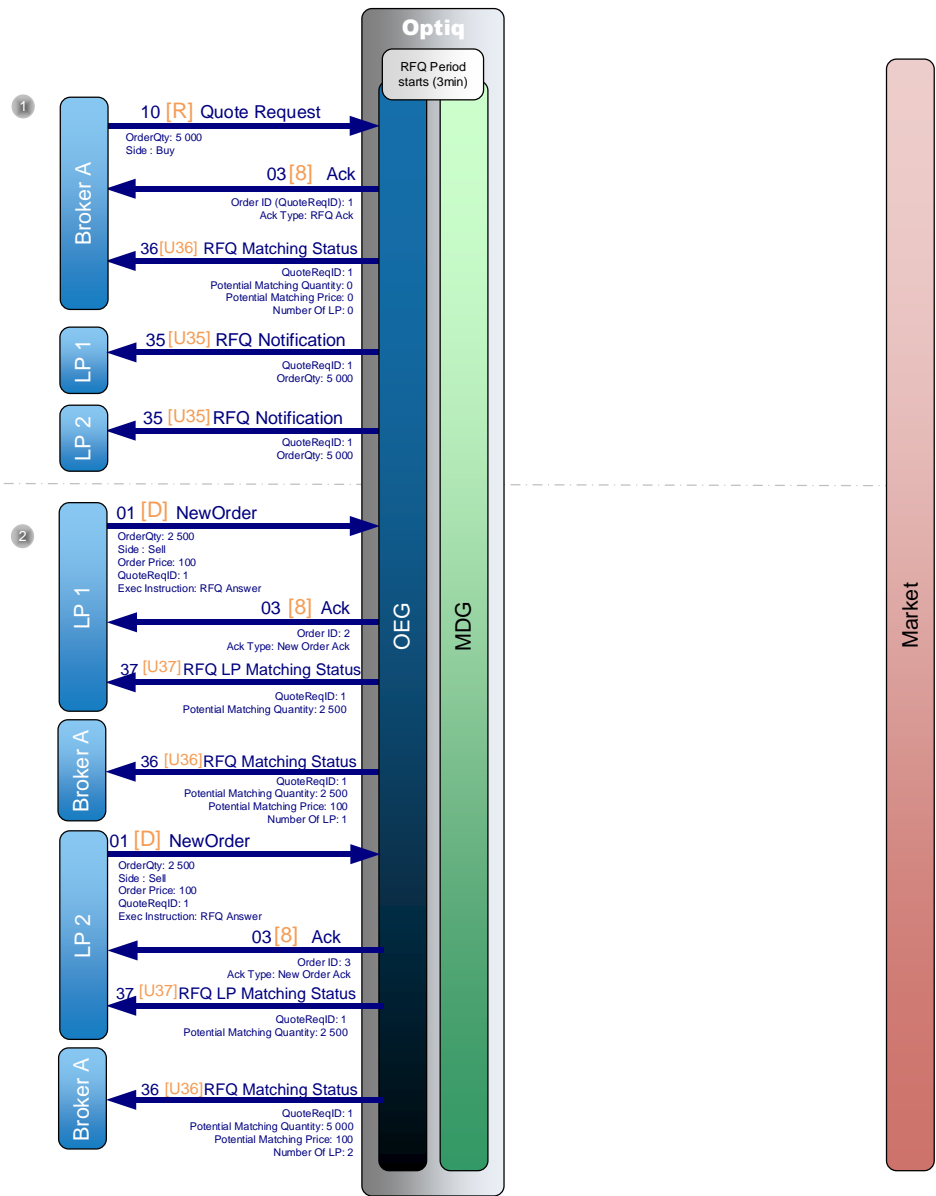 Optiq
RFQ Period
starts (3min)
1
Broker A
10 [R] Quote Request
OrderQty: 5 000
Side : Buy
03 [8] Ack
Order ID (QuoteReqID): 1
Ack Type: RFQ Ack
36 [U36] RFQ Matching Status
QuoteReqID: 1
Potential Matching Quantity: 0
Potential Matching Price: 0
Number Of LP: 0
LP 1
35 [U35] RFQ Notification
QuoteReqID: 1
OrderQty: 5 000
LP 2
35 [U35] RFQ Notification
QuoteReqID: 1
OrderQty: 5 000
2
LP 1
01 [D] NewOrder
OrderQty: 2 500
Side : Sell
Order Price: 100
QuoteReqID: 1
Exec Instruction: RFQ Answer
03 [8] Ack
Order ID: 2
Ack Type: New Order Ack
37 [U37] RFQ LP Matching Status
QuoteReqID: 1
Potential Matching Quantity: 2 500
OEG
MDG
Market
Broker A
36 [U36] RFQ Matching Status
QuoteReqID: 1
Potential Matching Quantity: 2 500
Potential Matching Price: 100
Number Of LP: 1
LP 2
01 [D] NewOrder
OrderQty: 2 500
Side : Sell
Order Price: 100
QuoteReqID: 1
Exec Instruction: RFQ Answer
03 [8] Ack
Order ID: 3
Ack Type: New Order Ack
37 [U37] RFQ LP Matching Status
QuoteReqID: 1
Potential Matching Quantity: 2 500
Broker A
36 [U36] RFQ Matching Status
QuoteReqID: 1
Potential Matching Quantity: 5 000
Potential Matching Price: 100
Number Of LP: 2